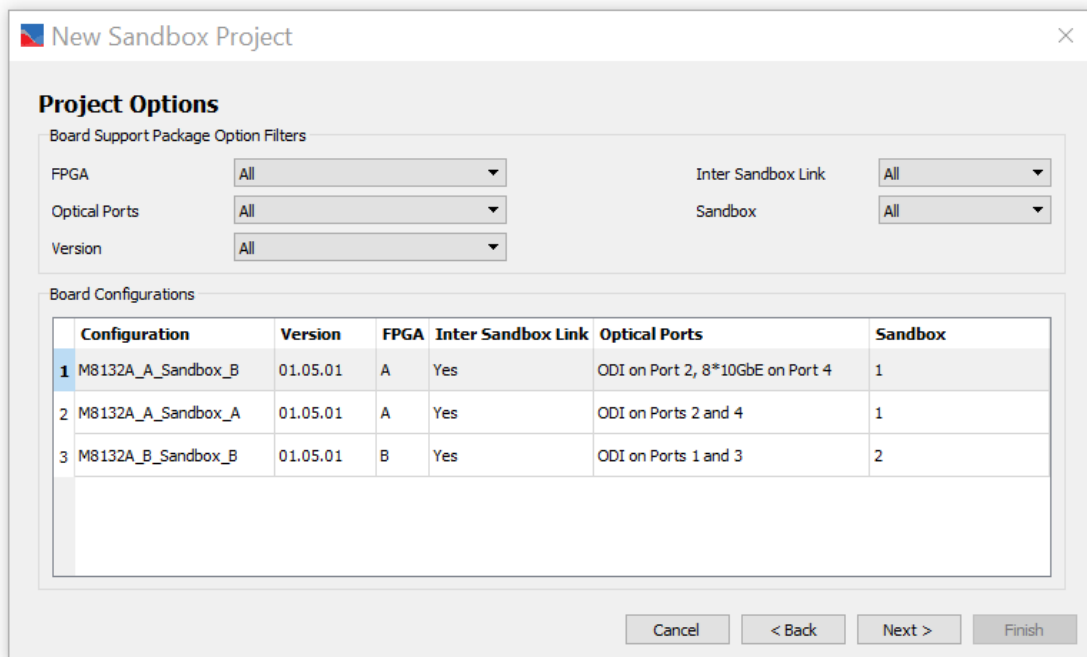 New Sandbox Project
Project Options
Board Support Package Option Filters
FPGA All Inter Sandbox Link All
Optical Ports All Sandbox All
Version All
Board Configurations
Configuration Version FPGA Inter Sandbox Link Optical Ports Sandbox
1 M8132A_A_Sandbox_B 01.05.01 A Yes ODI on Port 2, 8*10GbE on Port 4 1
2 M8132A_A_Sandbox_A 01.05.01 A Yes ODI on Ports 2 and 4 1
3 M8132A_B_Sandbox_B 01.05.01 B Yes ODI on Ports 1 and 3 2
Cancel < Back Next > Finish